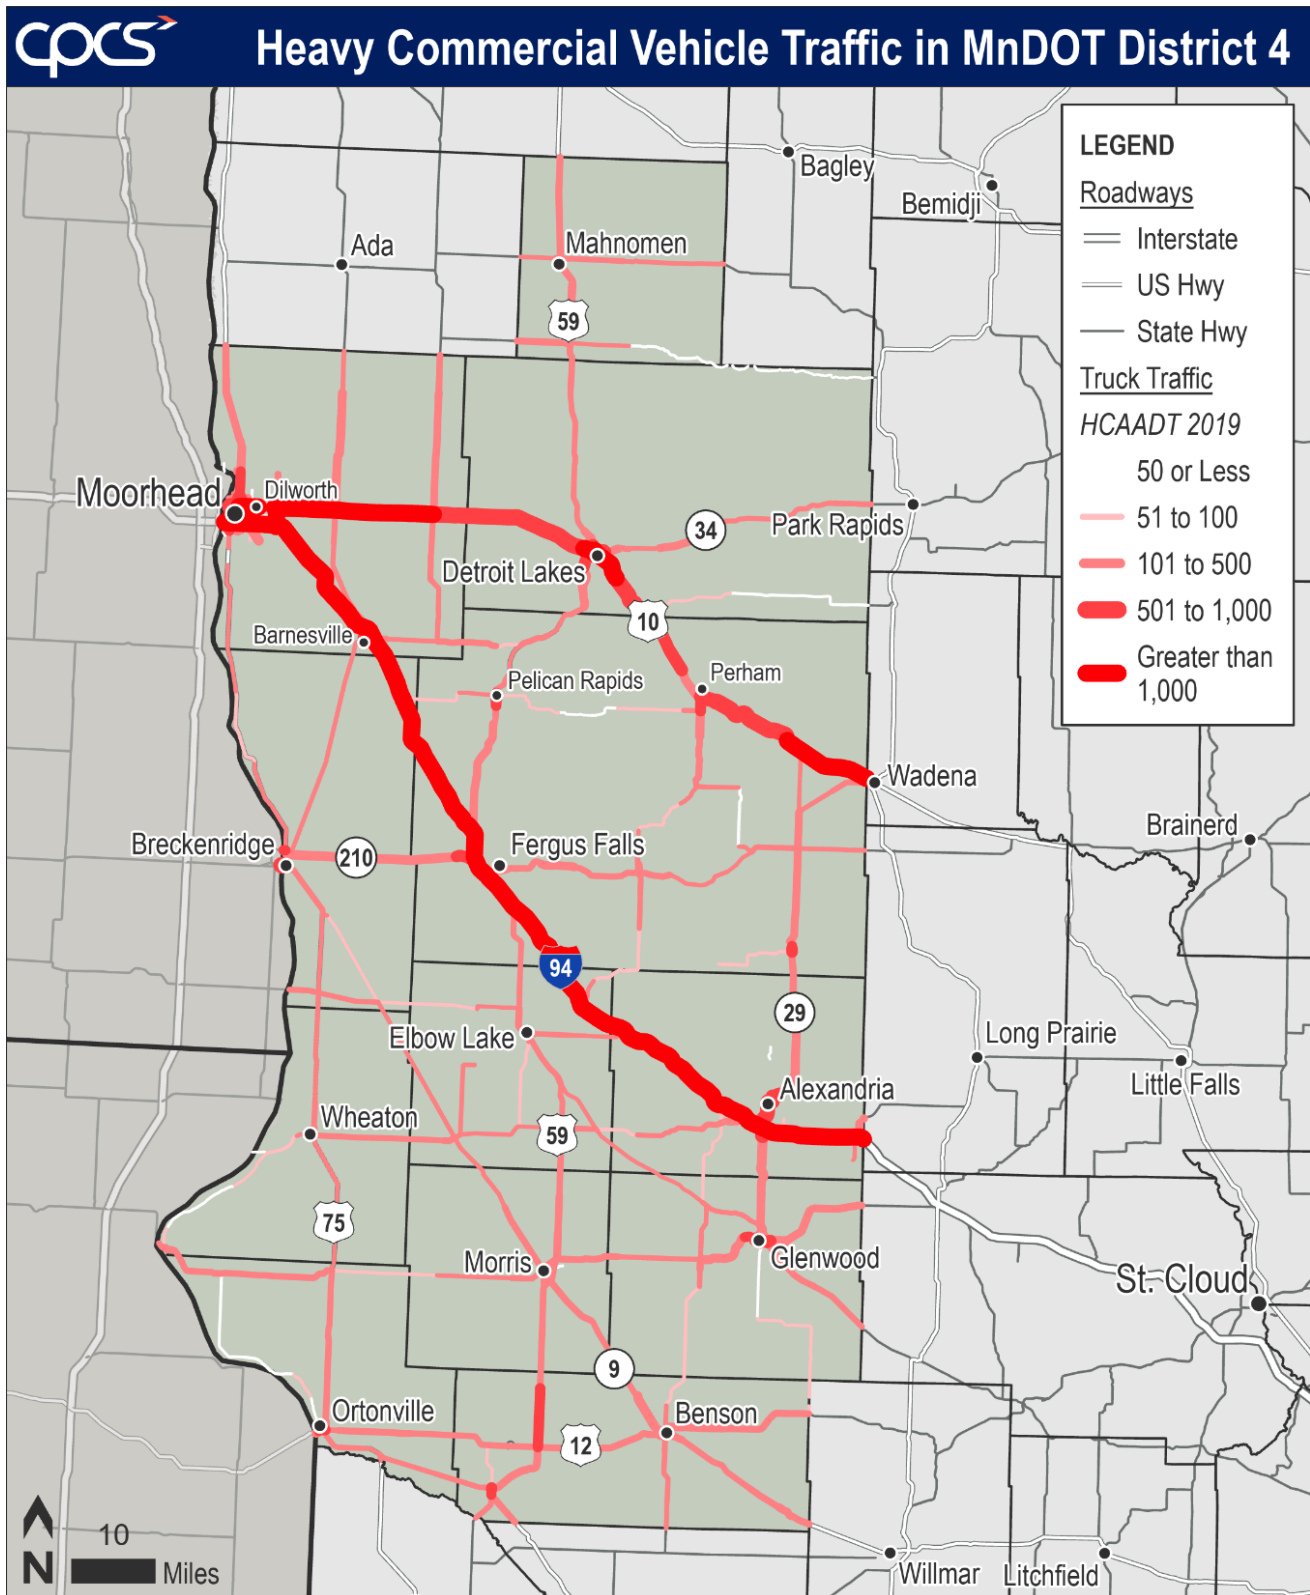 cpcs
Heavy Commercial Vehicle Traffic in MnDOT District 4
LEGEND
Roadways
Interstate
US Hwy
State Hwy
Truck Traffic
HCAADT 2019
50 or Less
51 to 100
101 to 500
501 to 1,000
Greater than
1,000
Bagley
Bemidji
Ada
Mahnomen
59
Moorhead
Dilworth
34
Park Rapids
Detroit Lakes
10
Barnesville
Pelican Rapids
Perham
Wadena
Brainerd
Breckenridge
210
Fergus Falls
94
29
Elbow Lake
Long Prairie
Little Falls
Alexandria
Wheaton
59
75
Morris
Glenwood
St. Cloud
9
Ortonville
Benson
12
10
N
Miles
Willmar
Litchfield